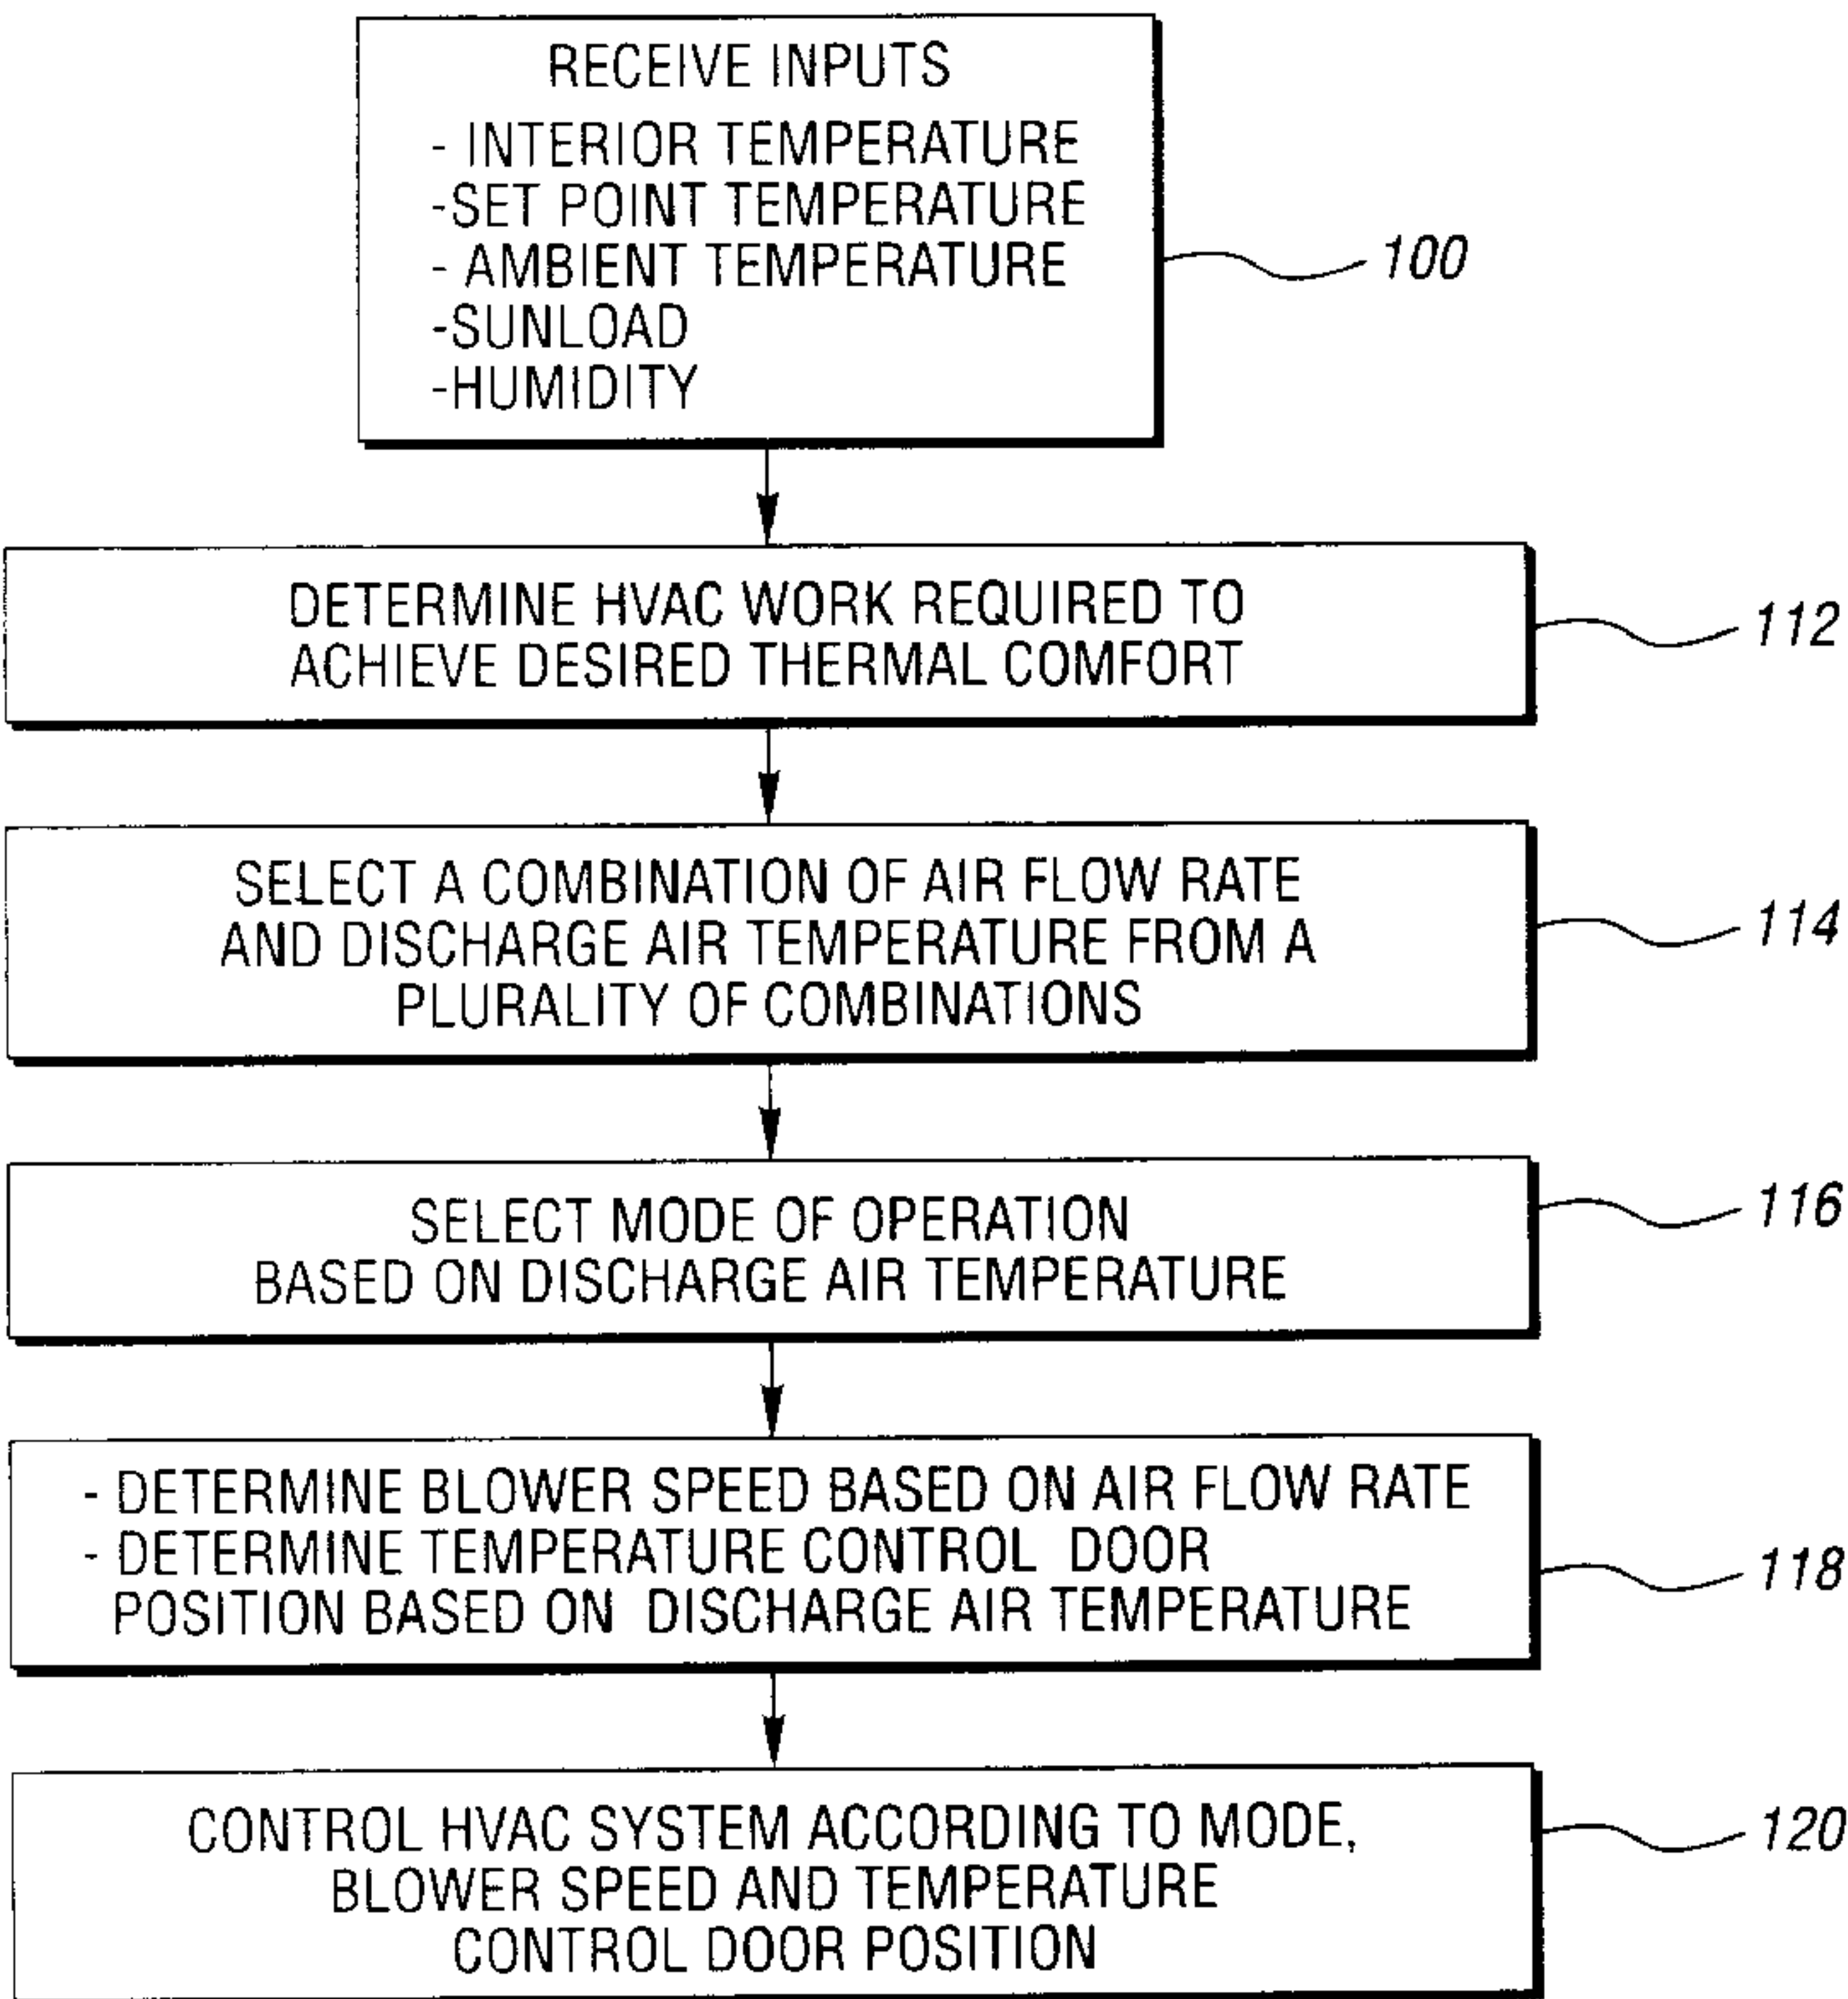 RECEIVE INPUTS
- INTERIOR TEMPERATURE
-SET POINT TEMPERATURE
- AMBIENT TEMPERATURE
-SUNLOAD
-HUMIDITY
100
DETERMINE HVAC WORK REQUIRED TO
ACHIEVE DESIRED THERMAL COMFORT
112
SELECT A COMBINATION OF AIR FLOW RATE
AND DISCHARGE AIR TEMPERATURE FROM A
PLURALITY OF COMBINATIONS
114
SELECT MODE OF OPERATION
BASED ON DISCHARGE AIR TEMPERATURE
116
- DETERMINE BLOWER SPEED BASED ON AIR FLOW RATE
- DETERMINE TEMPERATURE CONTROL DOOR
POSITION BASED ON DISCHARGE AIR TEMPERATURE
118
CONTROL HVAC SYSTEM ACCORDING TO MODE,
BLOWER SPEED AND TEMPERATURE
CONTROL DOOR POSITION
120